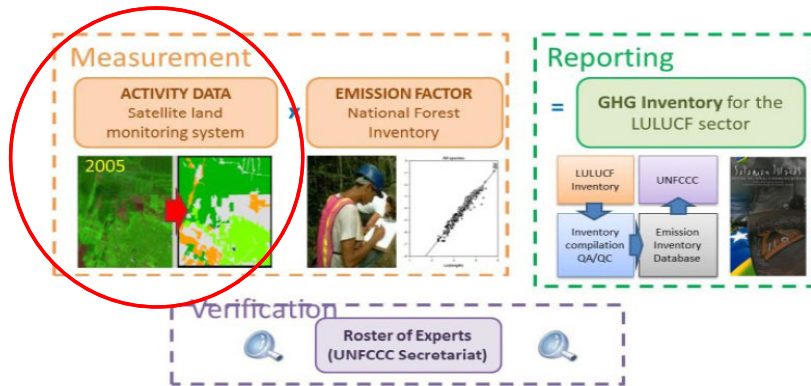 Measurement
ACTIVITY DATA
Satellite land
monitoring system
x
EMISSION FACTOR
National Forest
Inventory
2005
Reporting
=
GHG Inventory for the
LULUCF sector
LULUCF
Inventory
UNFCCC
Inventory
compilation
QA/QC
Emission
Inventory
Database
Verification
Roster of Experts
(UNFCCC Secretariat)